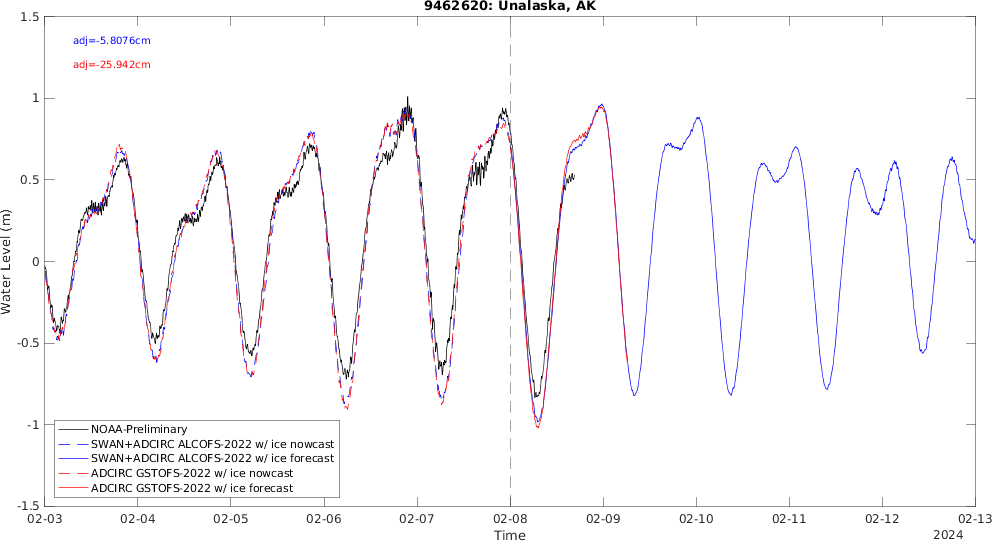 9462620: Unalaska, AK
adj=-5.8076cm
adj=-25.942cm
Water Level (m)
1.5
1
0.5
0
-0.5
-1
-1.5
NOAA-Preliminary
SWAN+ADCIRC ALCOFS-2022 w/ ice nowcast
SWAN+ADCIRC ALCOFS-2022 w/ ice forecast
ADCIRC GSTOFS-2022 w/ ice nowcast
ADCIRC GSTOFS-2022 w/ ice forecast
02-03 02-04 02-05 02-06 02-07 02-08 02-09 02-10 02-11 02-12 02-13
Time
2024